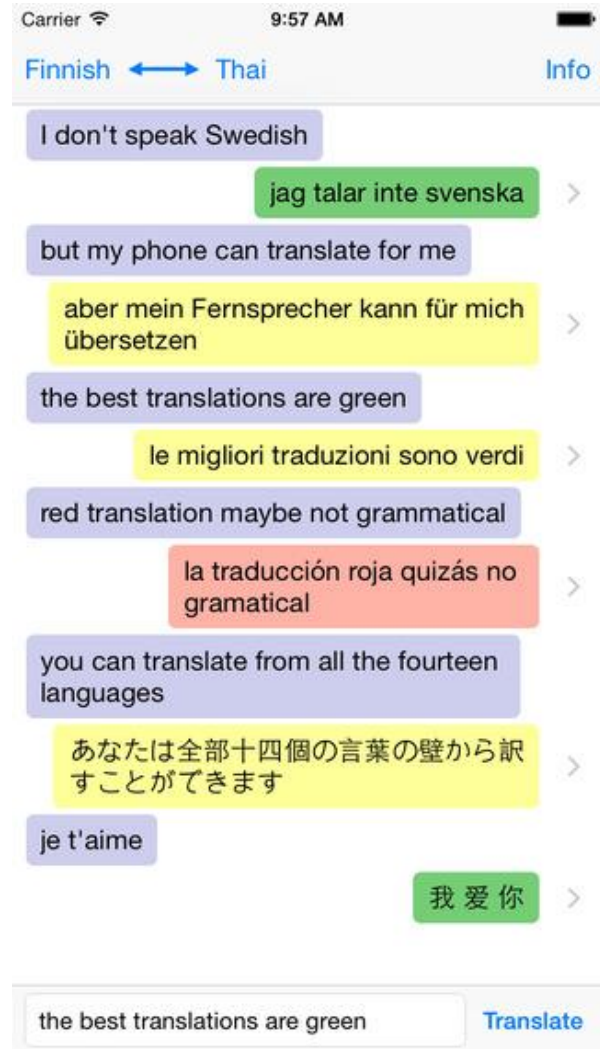 Carrier 9:57 AM
Finnish ⟷ Thai Info
I don't speak Swedish
jag talar inte svenska
but my phone can translate for me
aber mein Fernsprecher kann für mich
übersetzen
the best translations are green
le migliori traduzioni sono verdi
red translation maybe not grammatical
la traducción roja quizás no
gramatical
you can translate from all the fourteen
languages
あなたは全部十四個の言葉の壁から訳
すことができます
je t'aime
我 爱 你
the best translations are green Translate